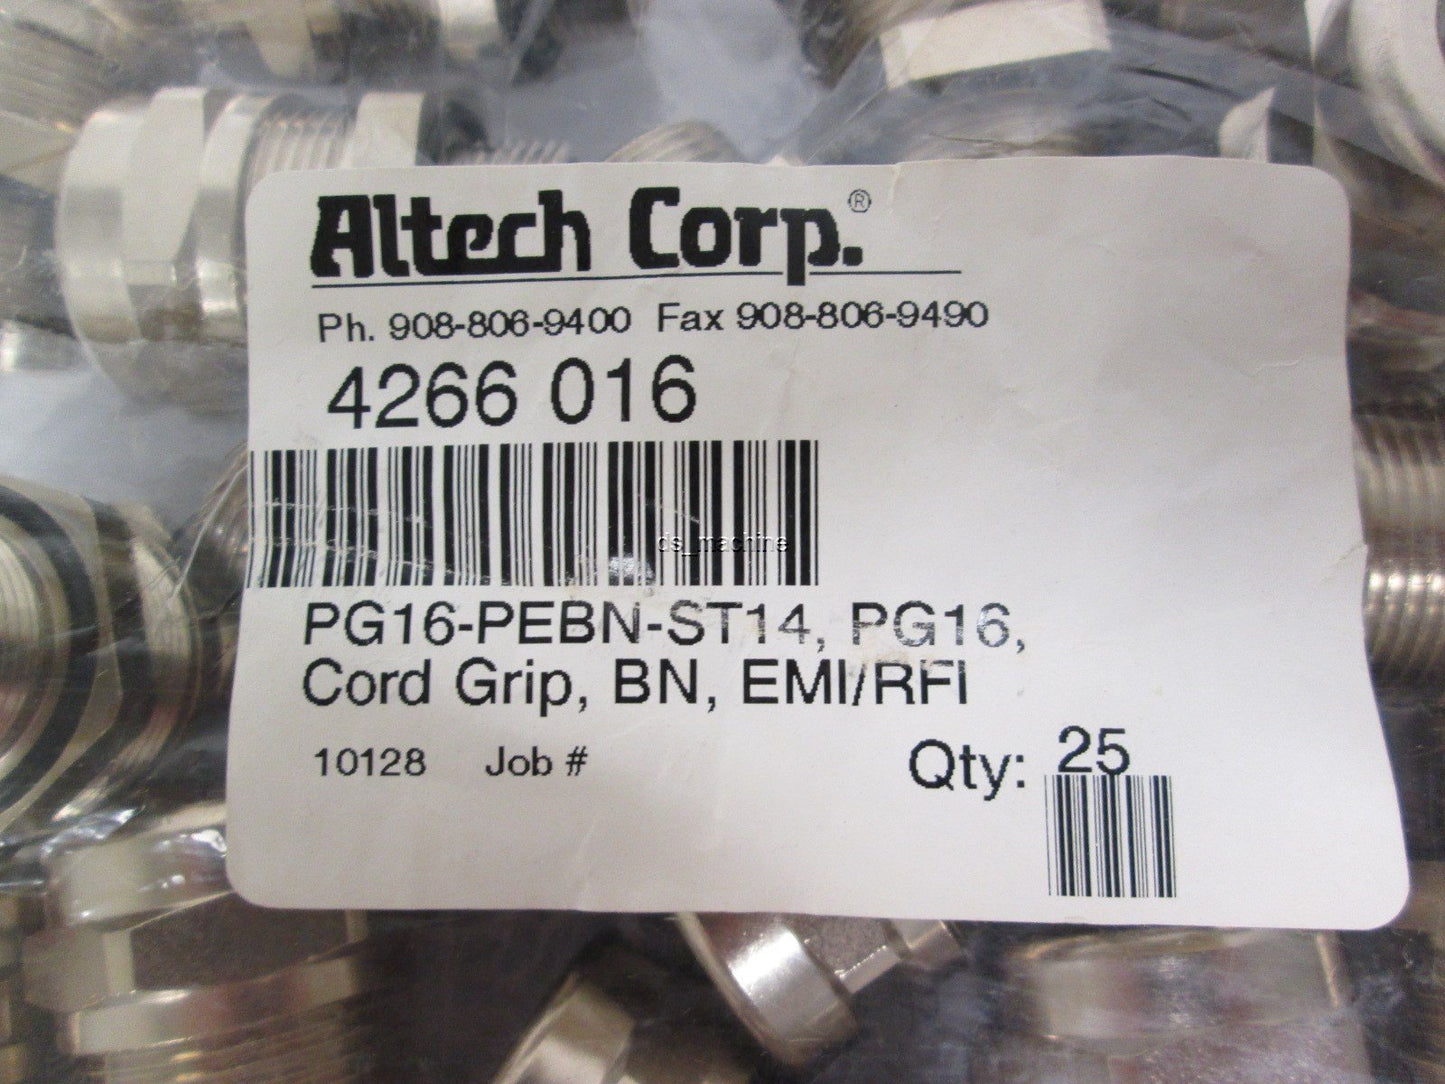 Altech Corp.®
Ph. 908-806-9400 Fax 908-806-9490
4266 016
ds_machine
PG16-PEBN-ST14, PG16,
Cord Grip, BN, EMI/RFI
10128 Job # Qty: 25